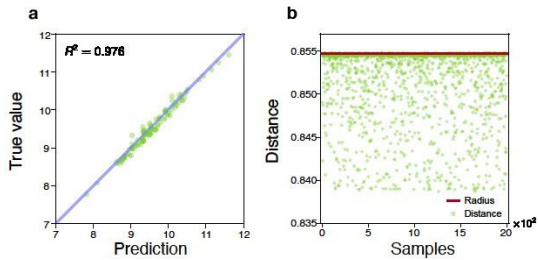 a
R² = 0.976
12
11
10
9
8
7
7 8 9 10 11 12
True value
Prediction
b
0.855
0.850
0.845
0.840
0.835
0 5 10 15 20 ×10²
Distance
Samples
Radius
Distance